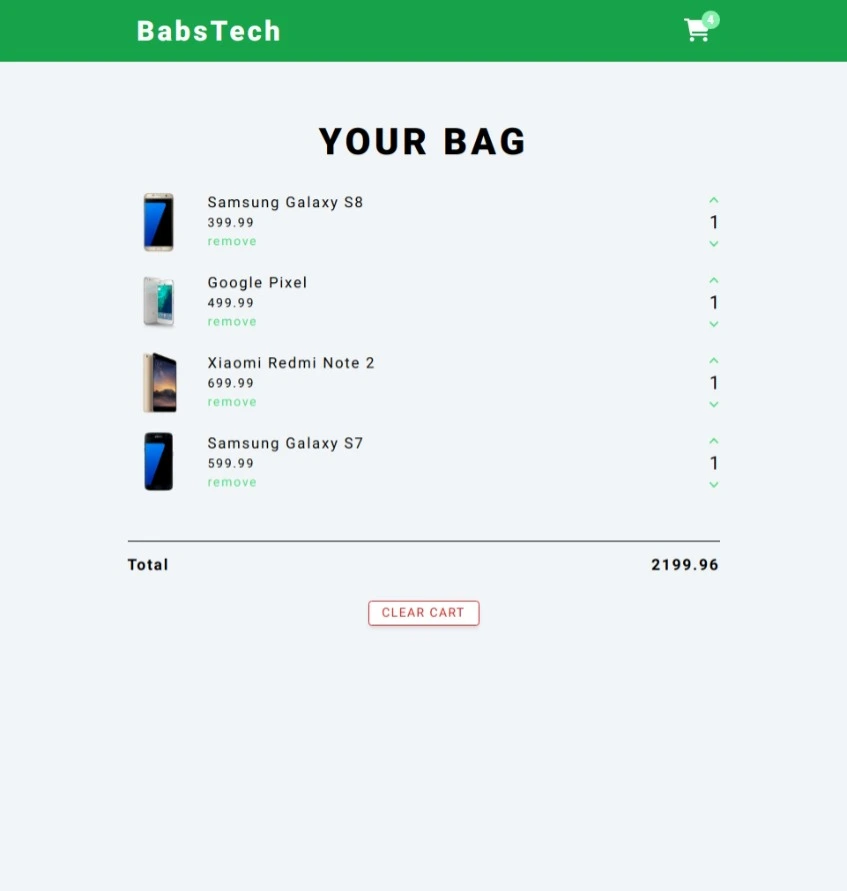 BabsTech
4
YOUR BAG
Samsung Galaxy S8
399.99
remove
1
Google Pixel
499.99
remove
1
Xiaomi Redmi Note 2
699.99
remove
1
Samsung Galaxy S7
599.99
remove
1
Total 2199.96
CLEAR CART